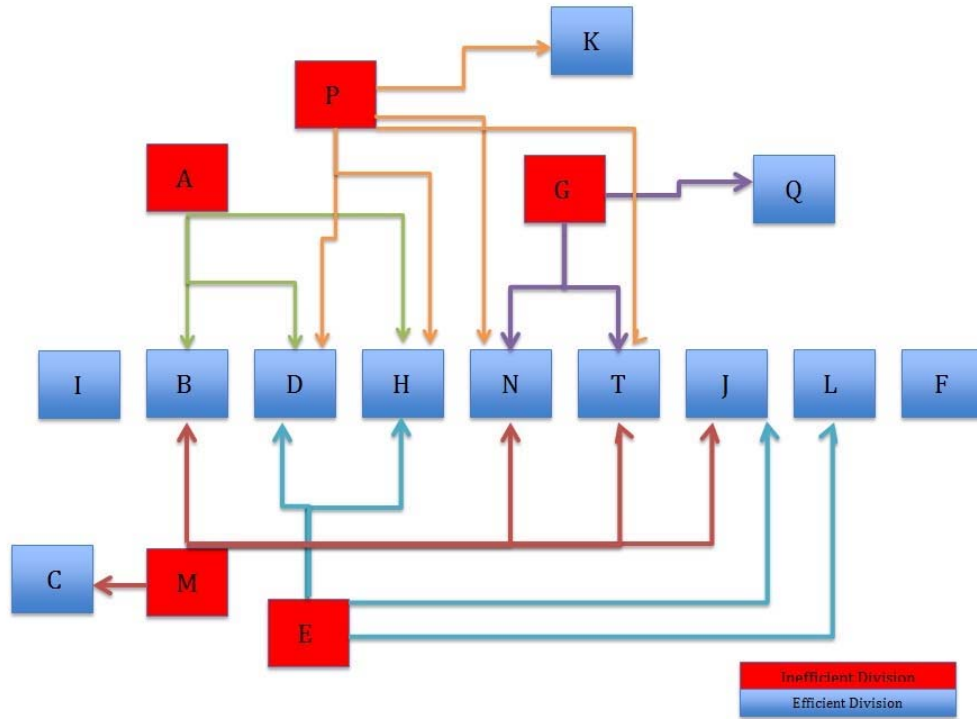 K
P
A
G
Q
I B D H N T J L F
C
M
E
Inefficient Division
Efficient Division